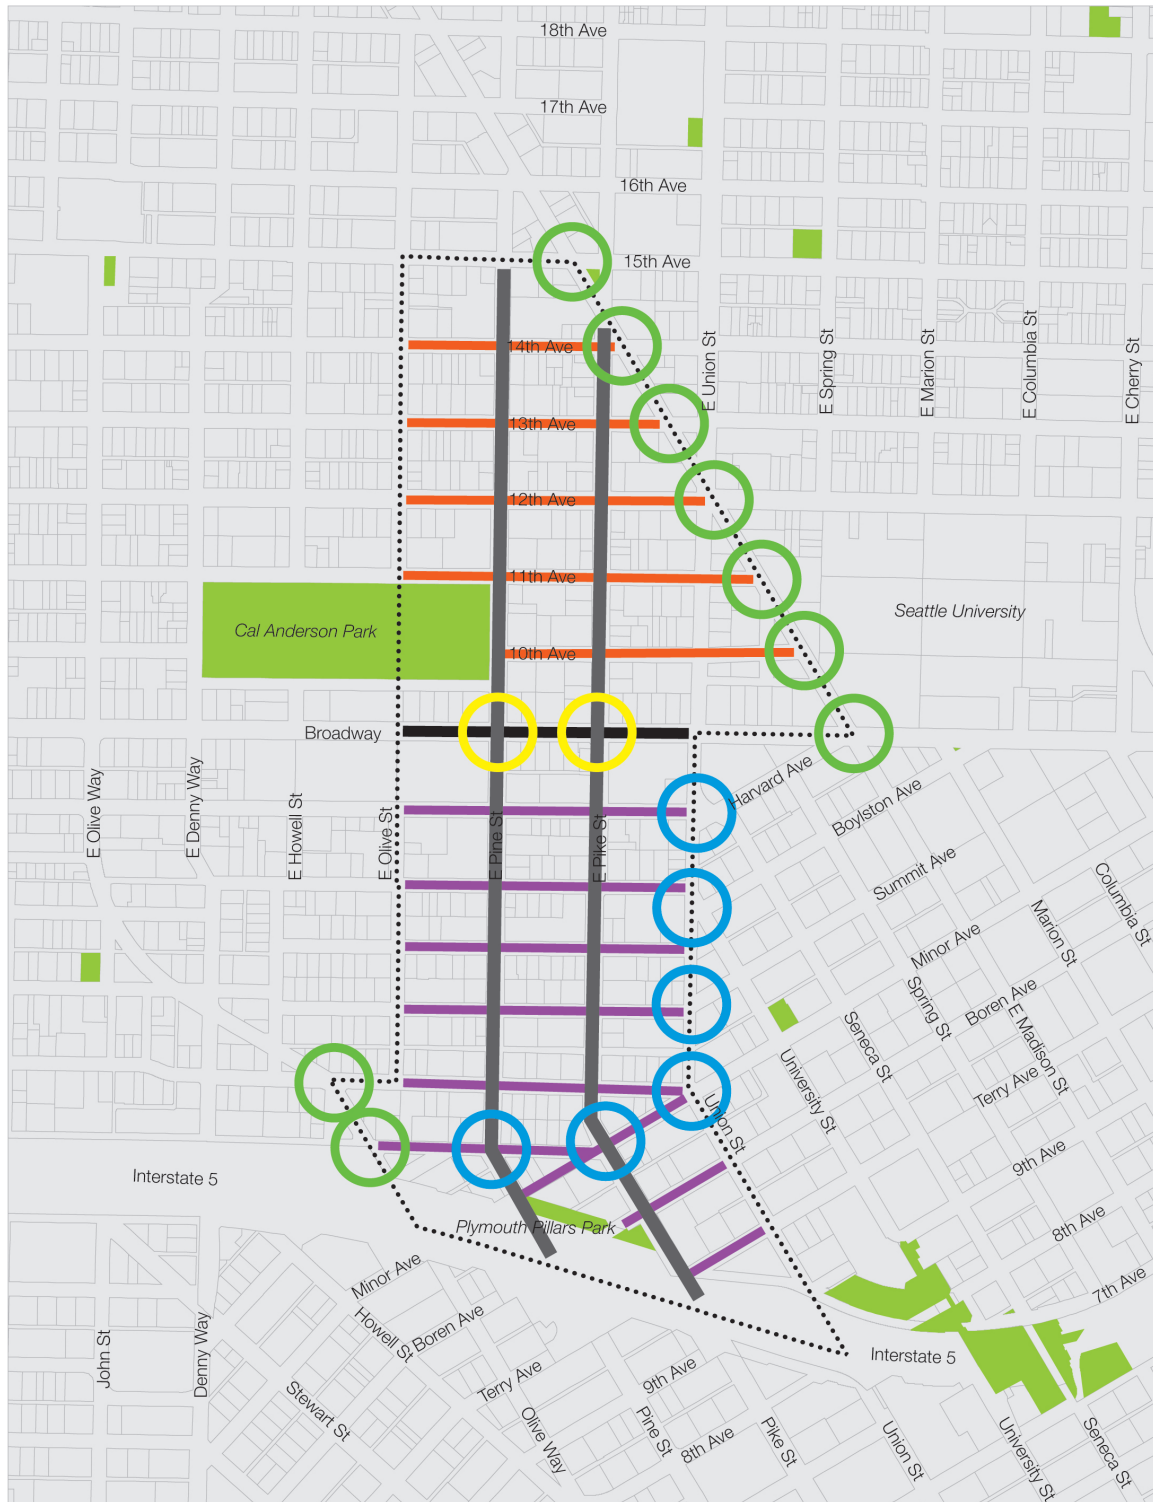 18th Ave
17th Ave
16th Ave
15th Ave
14th Ave
13th Ave
12th Ave
11th Ave
10th Ave
E Union St
E Spring St
E Marion St
E Columbia St
E Cherry St
Seattle University
Cal Anderson Park
Broadway
E Olive Way
E Denny Way
E Howell St
E Olive St
E Pine St
E Pike St
Harvard Ave
Boylston Ave
Summit Ave
Minor Ave
Boren Ave
Terry Ave
9th Ave
8th Ave
7th Ave
Columbia St
Marion St
Spring St
E Madison St
Seneca St
University St
Union St
Interstate 5
Plymouth Pillars Park
Minor Ave
Howell St
Boren Ave
Terry Ave
9th Ave
8th Ave
John St
Denny Way
Stewart St
Olive Way
Pine St
Pike St
Union St
University St
Seneca St
Interstate 5